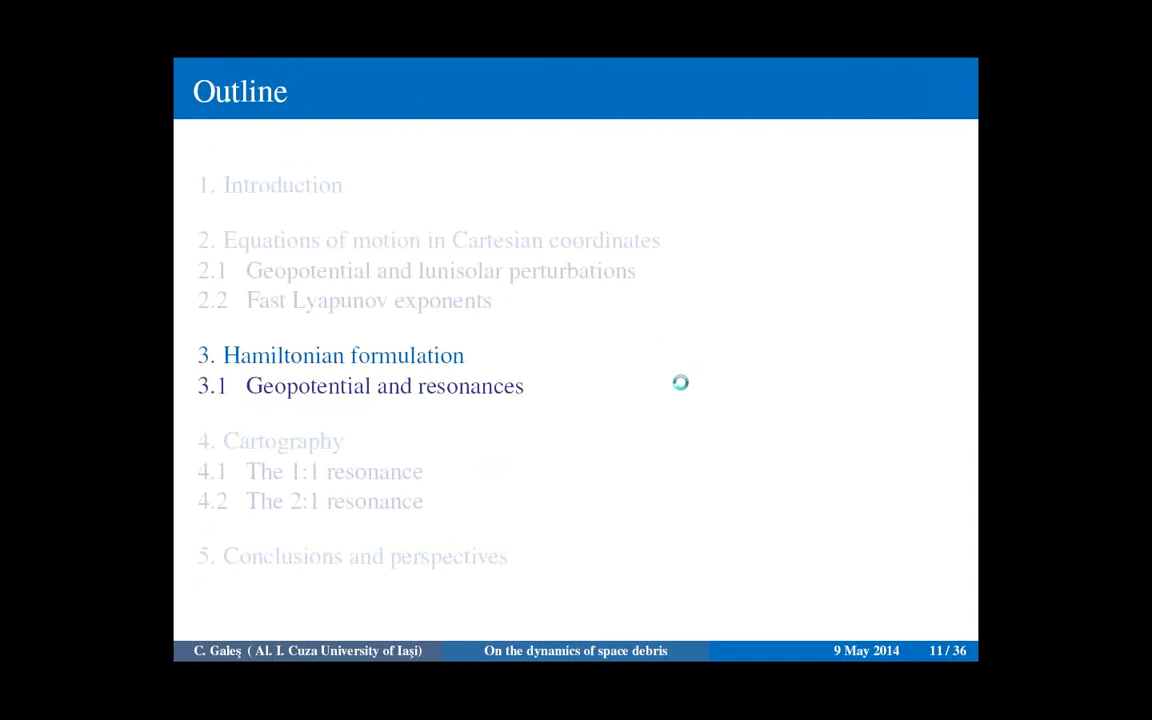 Outline
1. Introduction
2. Equations of motion in Cartesian coordinates
2.1 Geopotential and lunisolar perturbations
2.2 Fast Lyapunov exponents
3. Hamiltonian formulation
3.1 Geopotential and resonances
4. Cartography
4.1 The 1:1 resonance
4.2 The 2:1 resonance
5. Conclusions and perspectives
C. Galeş ( Al. I. Cuza University of Iaşi) On the dynamics of space debris 9 May 2014 11 / 36